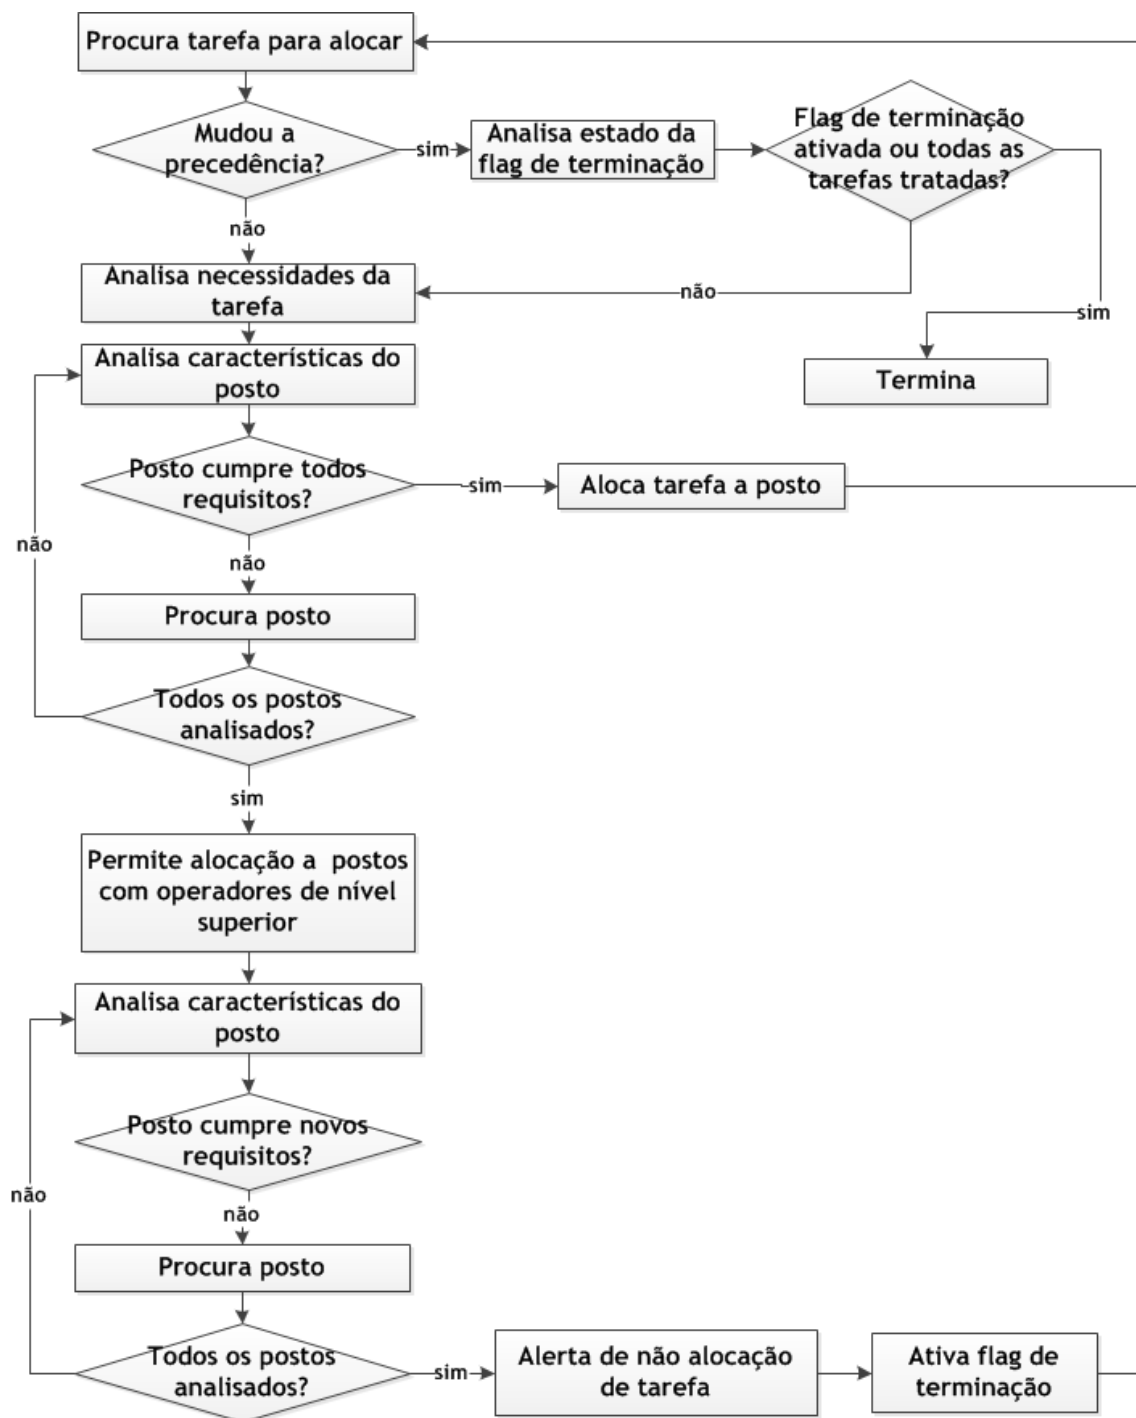 Procura tarefa para alocar
Mudou a
precedência?
sim
Analisa estado da
flag de terminação
Flag de terminação
ativada ou todas as
tarefas tratadas?
não
sim
não
Analisa necessidades da
tarefa
Termina
Analisa característícas do
posto
Posto cumpre todos
requisitos?
sim
Aloca tarefa a posto
não
não
Procura posto
Todos os postos
analisados?
sim
Permite alocação a  postos
com operadores de nível
superior
Analisa característícas do
posto
Posto cumpre novos
requisitos?
não
não
Procura posto
Todos os postos
analisados?
sim
Alerta de não alocação
de tarefa
Ativa flag de
terminação